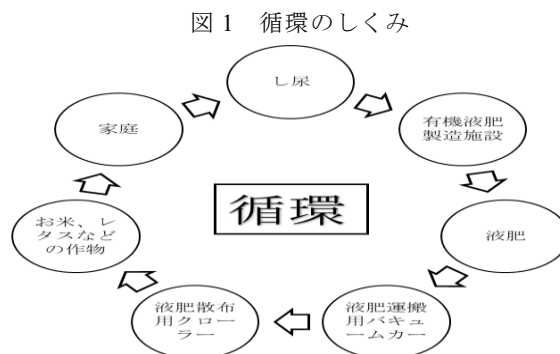 図1　循環のしくみ
し尿
有機液肥
製造施設
液肥
液肥運搬
用バキュ
ームカー
液肥散布
用クロー
ラー
お米、レ
タスなど
の作物
家庭
循環